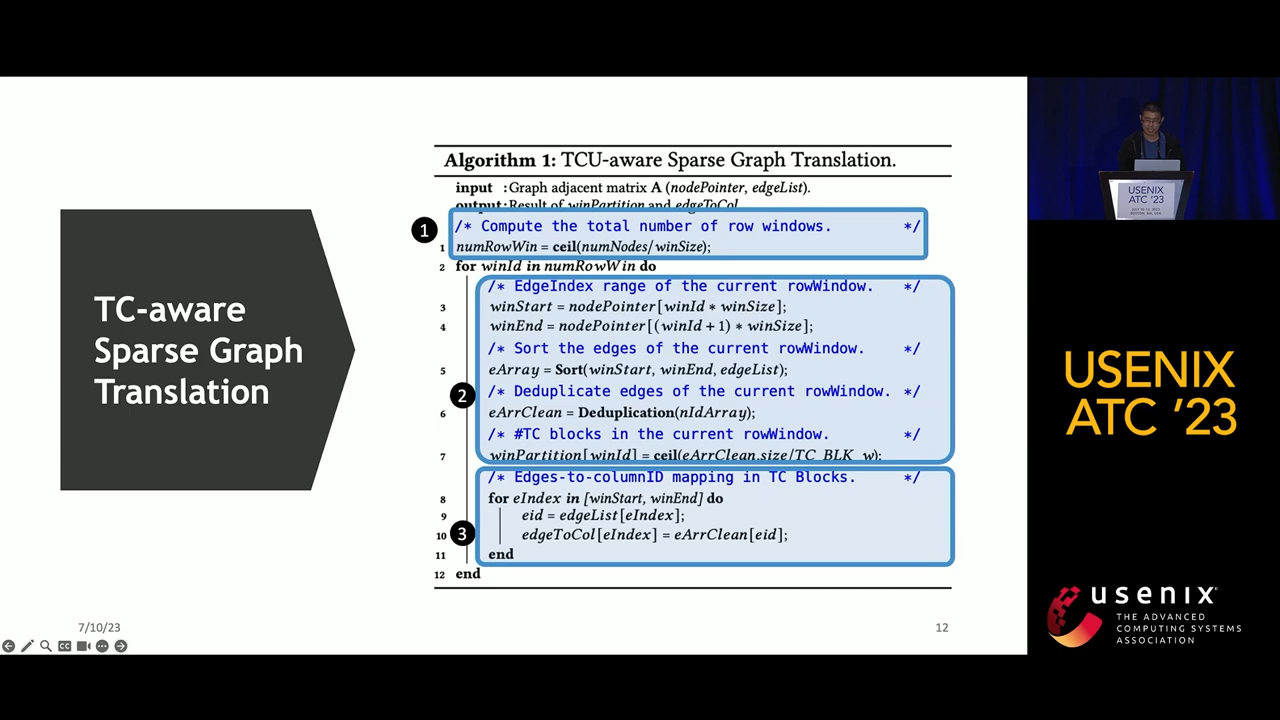 TC-aware
Sparse Graph
Translation
Algorithm 1: TCU-aware Sparse Graph Translation.
input : Graph adjacent matrix A (nodePointer, edgeList).
output: Result of winPartition and edgeToCol
1
/* Compute the total number of row windows. */
1 numRowWin = ceil(numNodes/winSize);
2 for winId in numRowWin do
/* EdgeIndex range of the current rowWindow. */
3 winStart = nodePointer[winId * winSize];
4 winEnd = nodePointer[(winId + 1) * winSize];
/* Sort the edges of the current rowWindow. */
5 eArray = Sort(winStart, winEnd, edgeList);
2
/* Deduplicate edges of the current rowWindow. */
6 eArrClean = Deduplication(nIdArray);
/* #TC blocks in the current rowWindow. */
7 winPartition[winId] = ceil(eArrClean.size/TC_BLK_w);
/* Edges-to-columnID mapping in TC Blocks. */
8 for eIndex in [winStart, winEnd] do
9 eid = edgeList[eIndex];
3
10 edgeToCol[eIndex] = eArrClean[eid];
11 end
12 end
7/10/23
12
CC
USENIX
ATC '23
USENIX
ATC '23
usenix
THE ADVANCED
COMPUTING SYSTEMS
ASSOCIATION